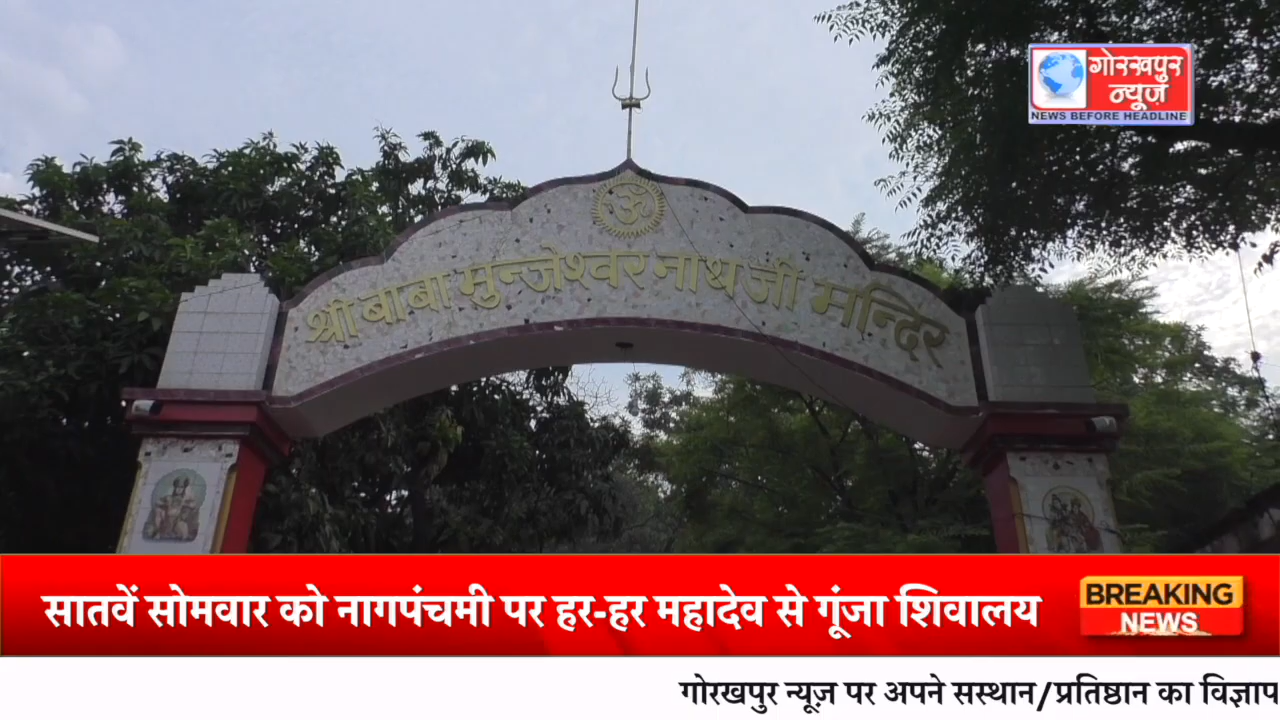 गोरखपुर
न्यूज़
NEWS BEFORE HEADLINE
ॐ
श्री बाबा मुन्जेश्वर नाथ जी मन्दिर
सातवें सोमवार को नागपंचमी पर हर-हर महादेव से गूंजा शिवालय
BREAKING
NEWS
गोरखपुर न्यूज़ पर अपने सस्थान/प्रतिष्ठान का विज्ञाप